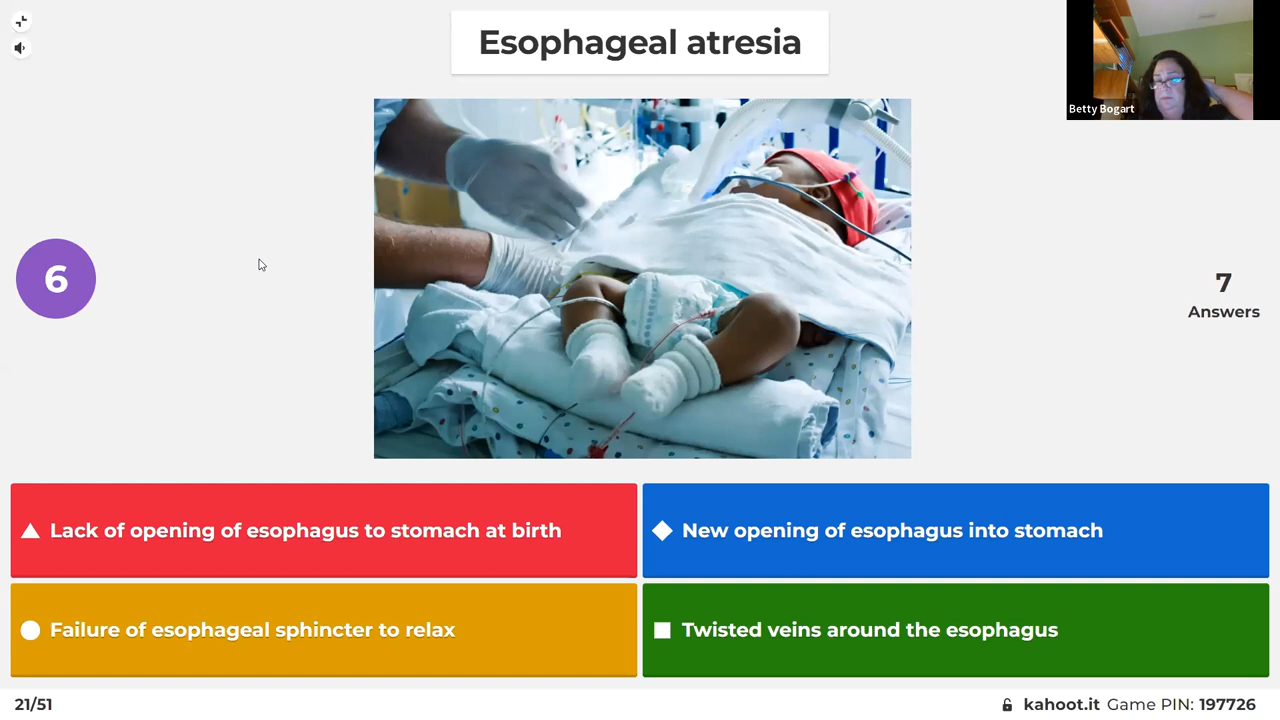 Esophageal atresia
Betty Bogart
6
7
Answers
Lack of opening of esophagus to stomach at birth
New opening of esophagus into stomach
Failure of esophageal sphincter to relax
Twisted veins around the esophagus
21/51
kahoot.it Game PIN: 197726